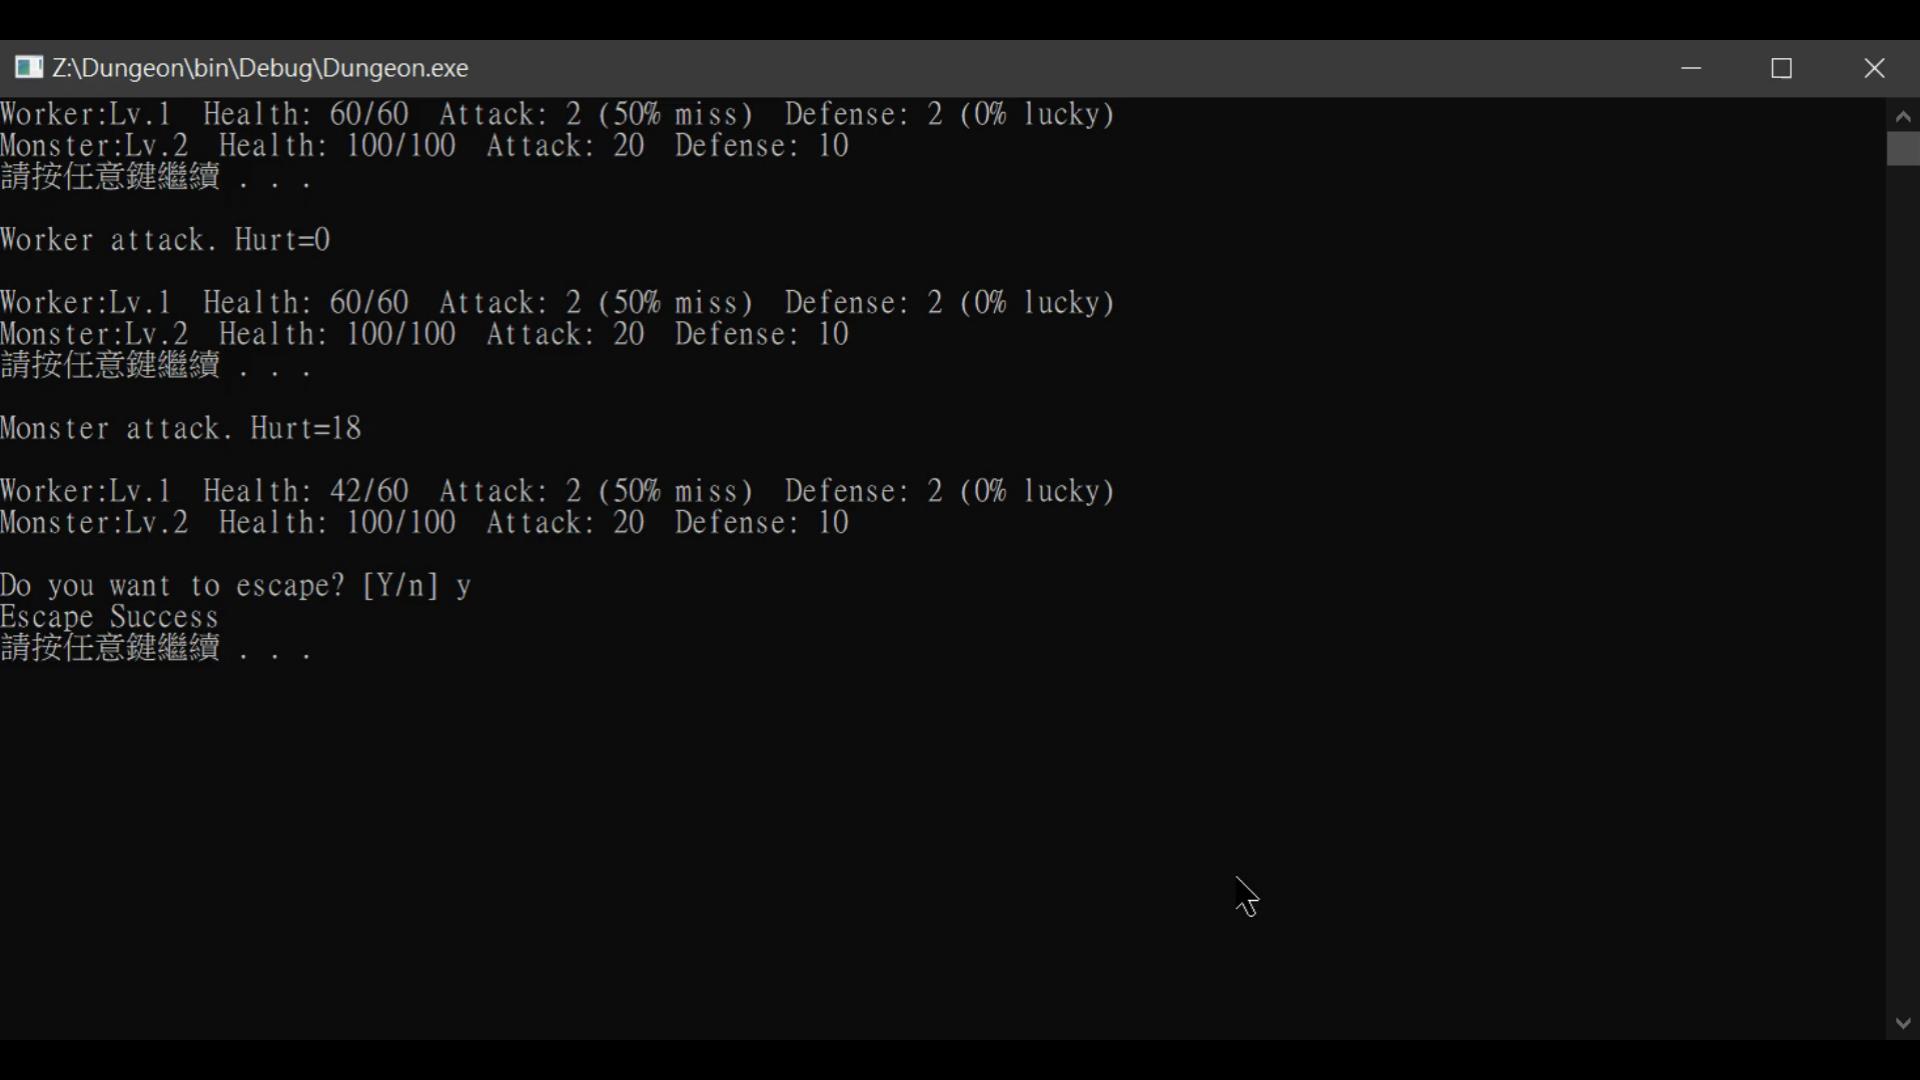 Z:\Dungeon\bin\Debug\Dungeon.exe
Worker:Lv.1  Health: 60/60  Attack: 2 (50% miss)  Defense: 2 (0% lucky)
Monster:Lv.2  Health: 100/100  Attack: 20  Defense: 10
請按任意鍵繼續 . . .
Worker attack. Hurt=0
Worker:Lv.1  Health: 60/60  Attack: 2 (50% miss)  Defense: 2 (0% lucky)
Monster:Lv.2  Health: 100/100  Attack: 20  Defense: 10
請按任意鍵繼續 . . .
Monster attack. Hurt=18
Worker:Lv.1  Health: 42/60  Attack: 2 (50% miss)  Defense: 2 (0% lucky)
Monster:Lv.2  Health: 100/100  Attack: 20  Defense: 10
Do you want to escape? [Y/n] y
Escape Success
請按任意鍵繼續 . . .